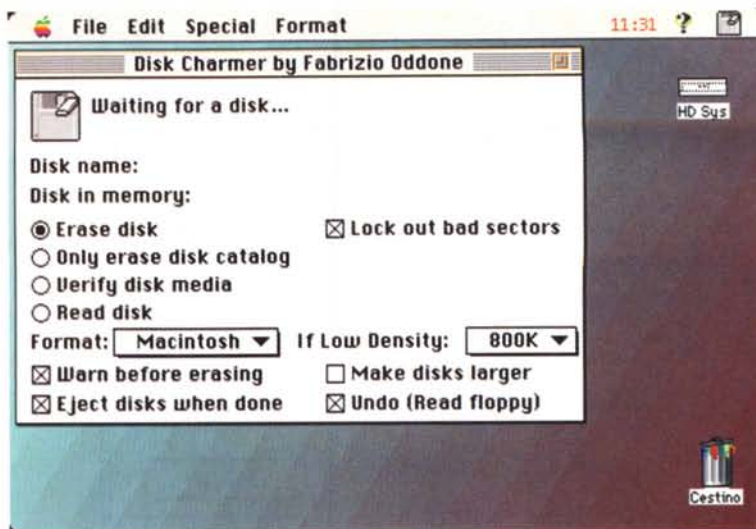 File Edit Special Format 11:31
Disk Charmer by Fabrizio Oddone
Waiting for a disk...
HD Sys
Disk name:
Disk in memory:
Erase disk Lock out bad sectors
Only erase disk catalog
Verify disk media
Read disk
Format: Macintosh If Low Density: 800K
Warn before erasing Make disks larger
Eject disks when done Undo (Read floppy)
Cestino